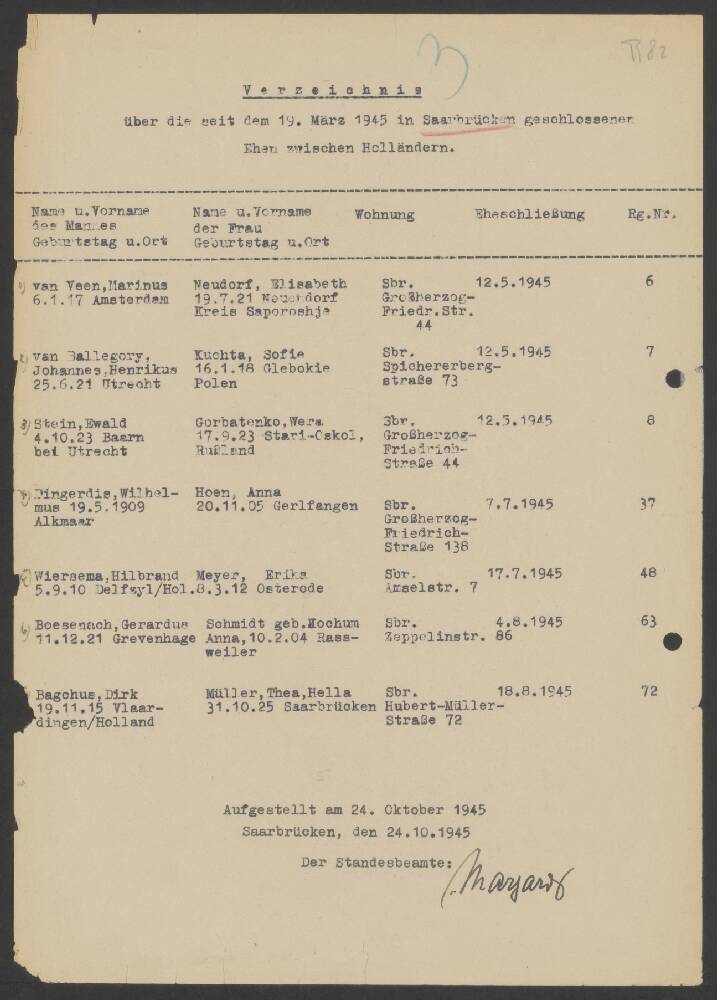 3
V e r z e i c h n i s
über die seit dem 19. März 1945 in Saarbrücken geschlossenen
Ehen zwischen Holländern.
Name u.Vorname Name u.Vorname Wohnung Eheschließung Rg.Nr.
des Mannes der Frau
Geburtstag u.Ort Geburtstag u.Ort
1) van Veen,Marinus Neudorf, Elisabeth Sbr. 12.5.1945 6
6.1.17 Amsterdam 19.7.21 Neuendorf Großherzog-
Kreis Saporoshje Friedr.Str.
44
2) van Ballegory, Kuchta, Sofie Sbr. 12.5.1945 7
Johannes,Henrikus 16.1.18 Glebokie Spichererberg-
25.6.21 Utrecht Polen straße 73
3) Stein,Ewald Gorbatenko,Wera Sbr. 12.5.1945 8
4.10.23 Baarn 17.9.23 Stari-Oskol, Großherzog-
bei Utrecht Rußland Friedrich-
Straße 44
4) Dingerdis,Wilhel- Hoen, Anna
mus 19.5.1909 20.11.05 Gerlfangen Sbr. 7.7.1945 37
Alkmaar Großherzog-
Friedrich-
Straße 138
5) Wiersema,Hilbrand Meyer, Erika Sbr. 17.7.1945 48
5.9.10 Delfzyl/Hol.8.3.12 Osterode Amselstr. 7
6) Boesenach,Gerardus Schmidt geb.Mochum Sbr. 4.8.1945 63
11.12.21 Grevenhage Anna,10.2.04 Rass- Zeppelinstr. 86
weiler
Bagchus,Dirk Müller,Thea,Hella Sbr. 18.8.1945 72
19.11.15 Vlaar- 31.10.25 Saarbrücken Hubert-Müller-
dingen/Holland Straße 72
Aufgestellt am 24. Oktober 1945
Saarbrücken, den 24.10.1945
Der Standesbeamte: